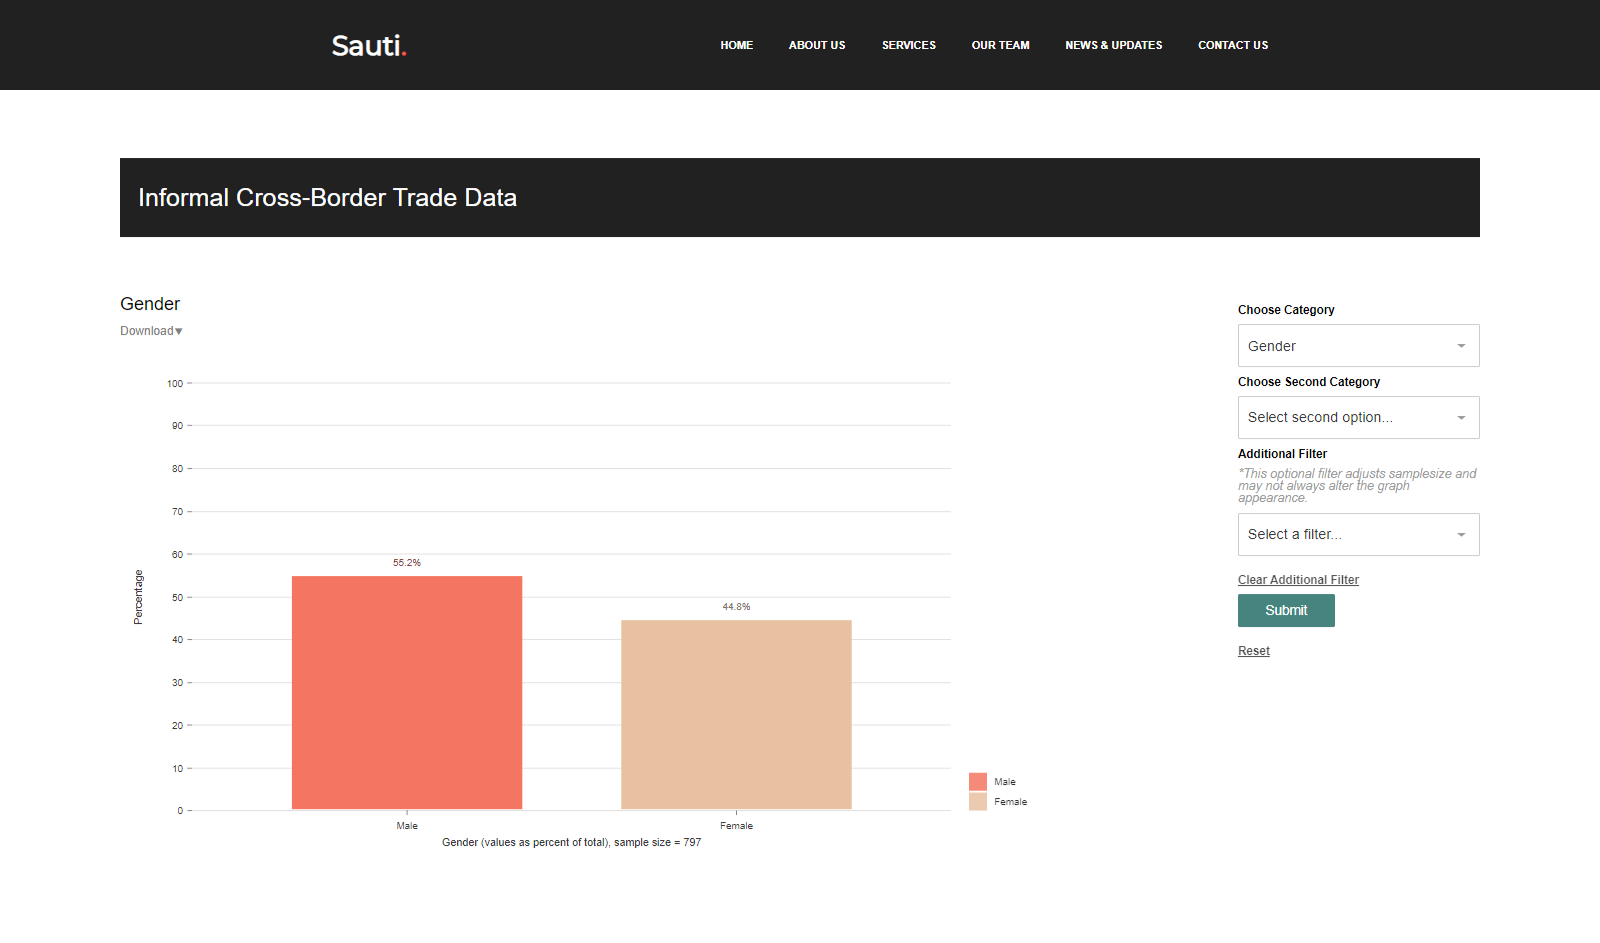 Sauti.
HOME
ABOUT US
SERVICES
OUR TEAM
NEWS & UPDATES
CONTACT US
Informal Cross-Border Trade Data
Gender
Download▼
100
90
80
70
60
50
40
30
20
10
0
Percentage
55.2%
44.8%
Male
Female
Gender (values as percent of total), sample size = 797
Male
Female
Choose Category
Gender
Choose Second Category
Select second option...
Additional Filter
*This optional filter adjusts samplesize and
may not always alter the graph
appearance.
Select a filter...
Clear Additional Filter
Submit
Reset